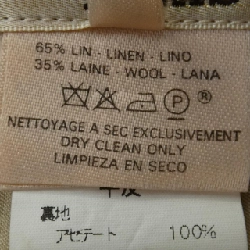 65% LIN - LINEN - LINO
35% LAINE - WOOL - LANA
P ®
NETTOYAGE A SEC EXCLUSIVEMENT
DRY CLEAN ONLY
LIMPIEZA EN SECO
裏地
アセテート 100%